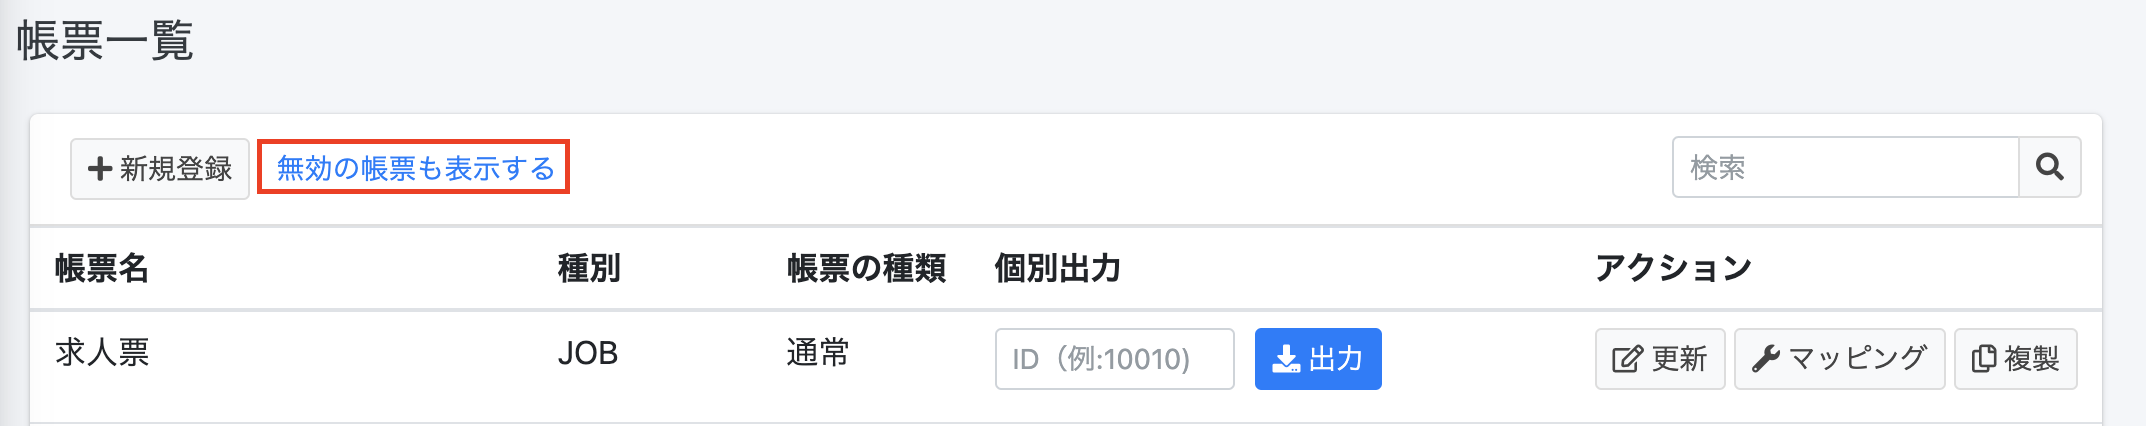 帳票一覧
新規登録 無効の帳票も表示する 検索
帳票名 種別 帳票の種類 個別出力 アクション
求人票 JOB 通常 ID（例:10010) 出力 更新 マッピング 複製